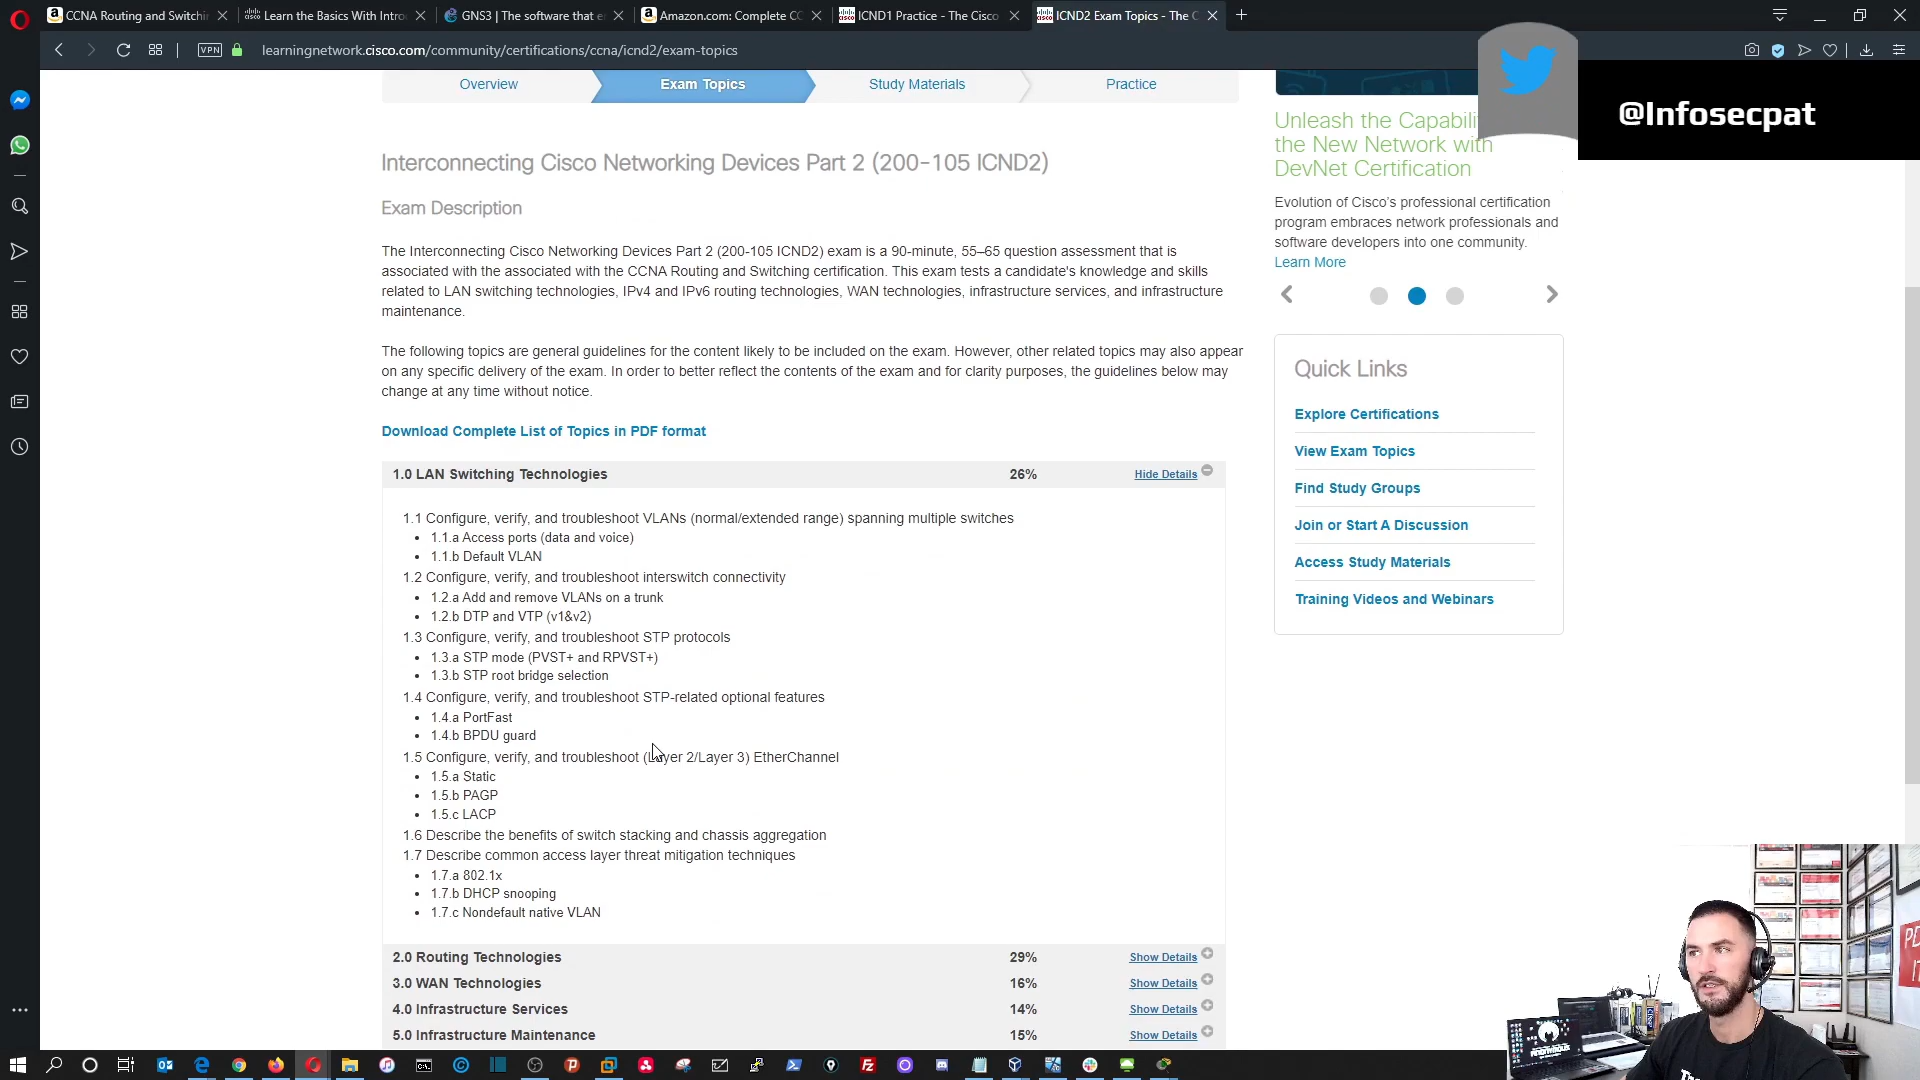 CCNA Routing and Switchin
Learn the Basics With Intro
GNS3 | The software that e
Amazon.com: Complete CC
ICND1 Practice - The Cisco
ICND2 Exam Topics - The C
VPN
learningnetwork.cisco.com/community/certifications/ccna/icnd2/exam-topics
@Infosecpat
Overview
Exam Topics
Study Materials
Practice
Interconnecting Cisco Networking Devices Part 2 (200-105 ICND2)
Exam Description
The Interconnecting Cisco Networking Devices Part 2 (200-105 ICND2) exam is a 90-minute, 55–65 question assessment that is
associated with the associated with the CCNA Routing and Switching certification. This exam tests a candidate's knowledge and skills
related to LAN switching technologies, IPv4 and IPv6 routing technologies, WAN technologies, infrastructure services, and infrastructure
maintenance.
The following topics are general guidelines for the content likely to be included on the exam. However, other related topics may also appear
on any specific delivery of the exam. In order to better reflect the contents of the exam and for clarity purposes, the guidelines below may
change at any time without notice.
Download Complete List of Topics in PDF format
1.0 LAN Switching Technologies 26% Hide Details
1.1 Configure, verify, and troubleshoot VLANs (normal/extended range) spanning multiple switches
• 1.1.a Access ports (data and voice)
• 1.1.b Default VLAN
1.2 Configure, verify, and troubleshoot interswitch connectivity
• 1.2.a Add and remove VLANs on a trunk
• 1.2.b DTP and VTP (v1&v2)
1.3 Configure, verify, and troubleshoot STP protocols
• 1.3.a STP mode (PVST+ and RPVST+)
• 1.3.b STP root bridge selection
1.4 Configure, verify, and troubleshoot STP-related optional features
• 1.4.a PortFast
• 1.4.b BPDU guard
1.5 Configure, verify, and troubleshoot (Layer 2/Layer 3) EtherChannel
• 1.5.a Static
• 1.5.b PAGP
• 1.5.c LACP
1.6 Describe the benefits of switch stacking and chassis aggregation
1.7 Describe common access layer threat mitigation techniques
• 1.7.a 802.1x
• 1.7.b DHCP snooping
• 1.7.c Nondefault native VLAN
2.0 Routing Technologies 29% Show Details
3.0 WAN Technologies 16% Show Details
4.0 Infrastructure Services 14% Show Details
5.0 Infrastructure Maintenance 15% Show Details
Unleash the Capabili
the New Network with
DevNet Certification
Evolution of Cisco's professional certification
program embraces network professionals and
software developers into one community.
Learn More
Quick Links
Explore Certifications
View Exam Topics
Find Study Groups
Join or Start A Discussion
Access Study Materials
Training Videos and Webinars